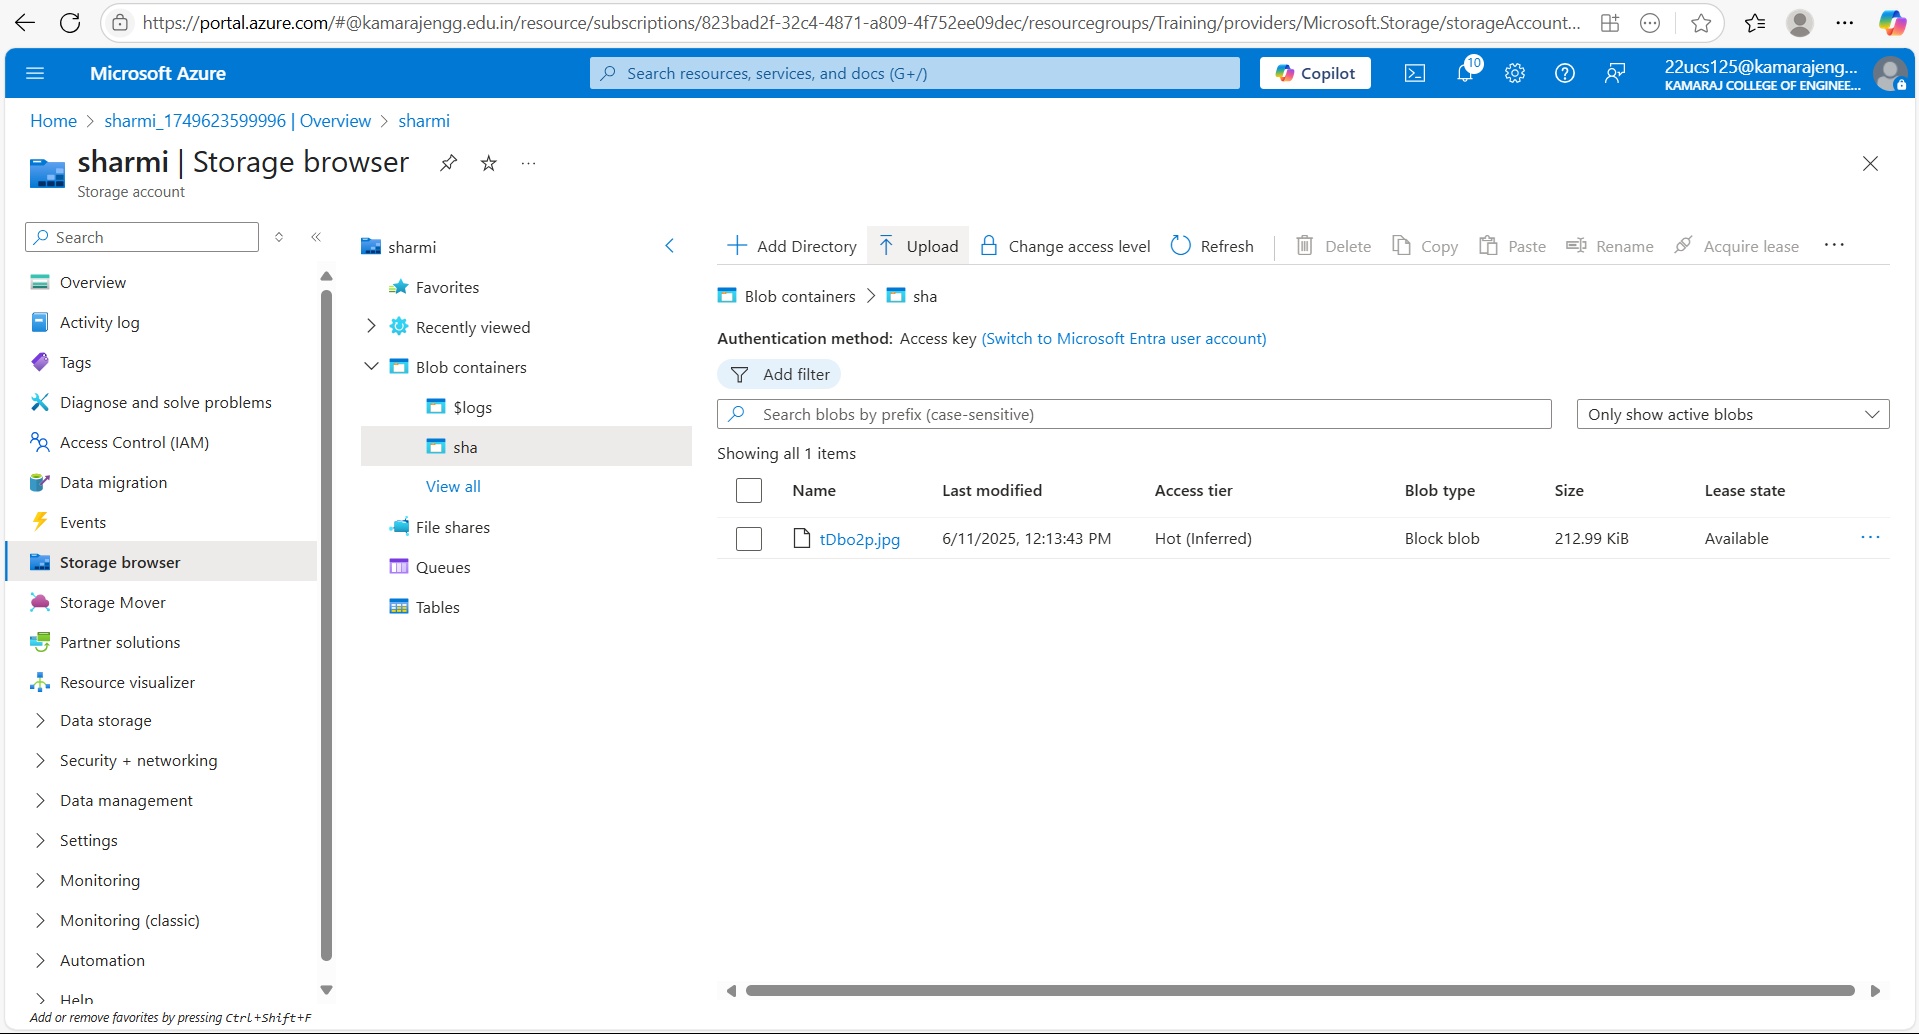 https://portal.azure.com/#@kamarajengg.edu.in/resource/subscriptions/823bad2f-32c4-4871-a809-4f752ee09dec/resourcegroups/Training/providers/Microsoft.Storage/storageAccount...
Microsoft Azure
Search resources, services, and docs (G+/)
Copilot
10
22ucs125@kamarajeng...
KAMARAJ COLLEGE OF ENGINEE...
Home > sharmi_1749623599996 | Overview > sharmi
sharmi | Storage browser
Storage account
Search
Overview
Activity log
Tags
Diagnose and solve problems
Access Control (IAM)
Data migration
Events
Storage browser
Storage Mover
Partner solutions
Resource visualizer
Data storage
Security + networking
Data management
Settings
Monitoring
Monitoring (classic)
Automation
Help
Add or remove favorites by pressing Ctrl+Shift+F
sharmi
Favorites
Recently viewed
Blob containers
$logs
sha
View all
File shares
Queues
Tables
Add Directory Upload Change access level Refresh Delete Copy Paste Rename Acquire lease
Blob containers > sha
Authentication method: Access key (Switch to Microsoft Entra user account)
Add filter
Search blobs by prefix (case-sensitive) Only show active blobs
Showing all 1 items
Name Last modified Access tier Blob type Size Lease state
tDbo2p.jpg 6/11/2025, 12:13:43 PM Hot (Inferred) Block blob 212.99 KiB Available